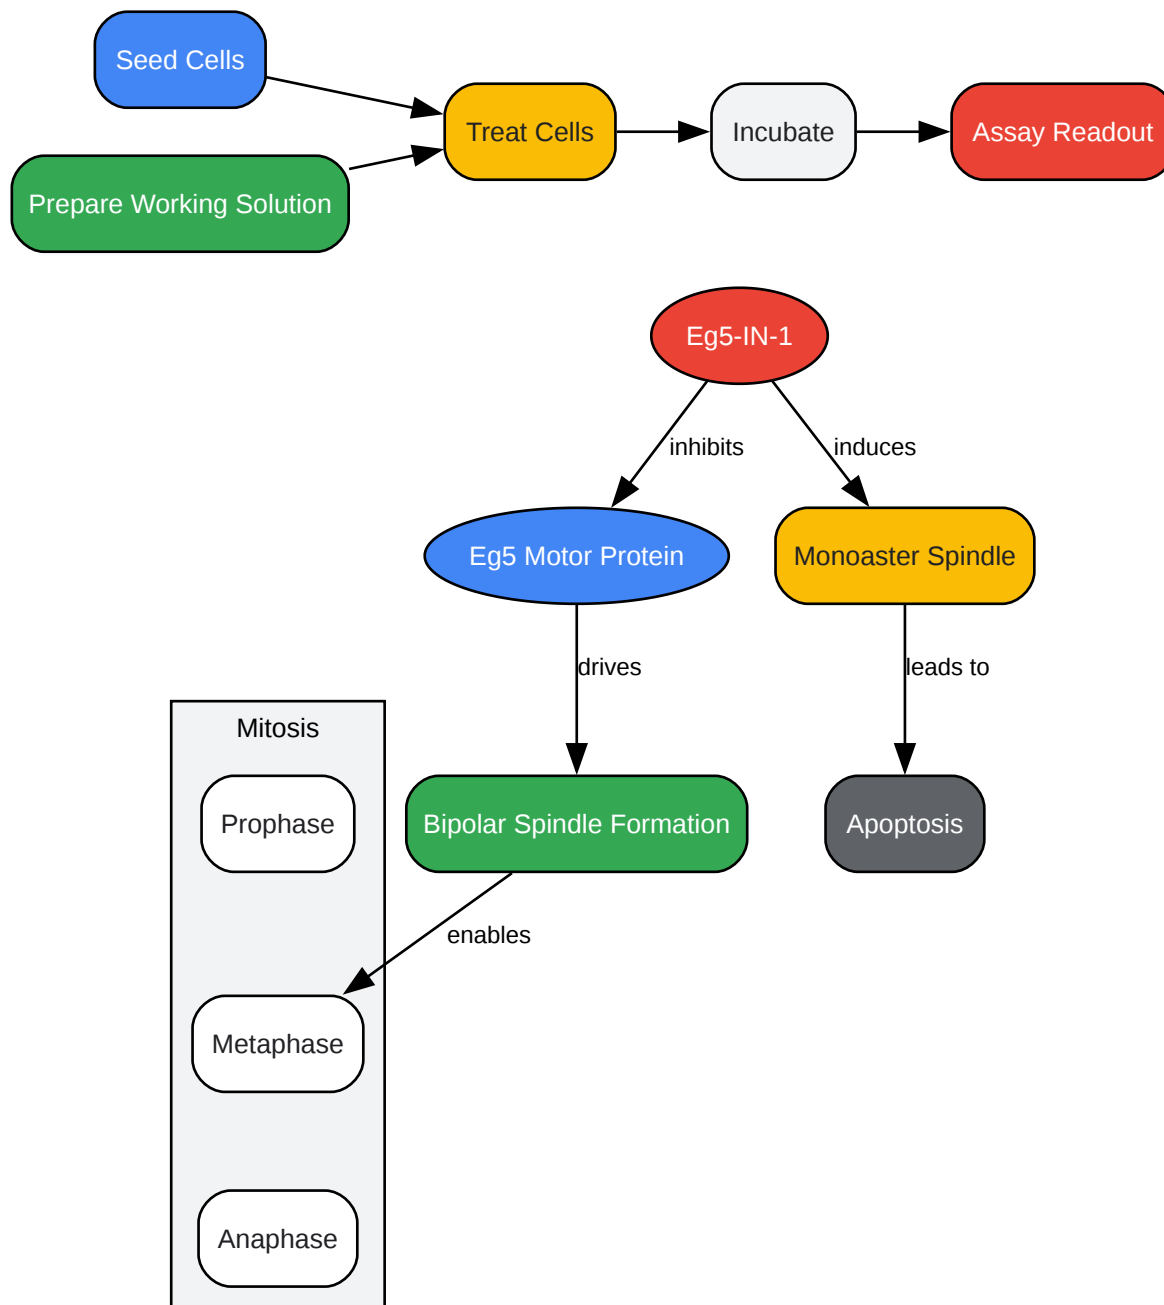 Seed Cells
Prepare Working Solution
Treat Cells
Incubate
Assay Readout
Eg5-IN-1
inhibits
induces
Eg5 Motor Protein
Monoaster Spindle
drives
leads to
Mitosis
Prophase
Bipolar Spindle Formation
Apoptosis
enables
Metaphase
Anaphase